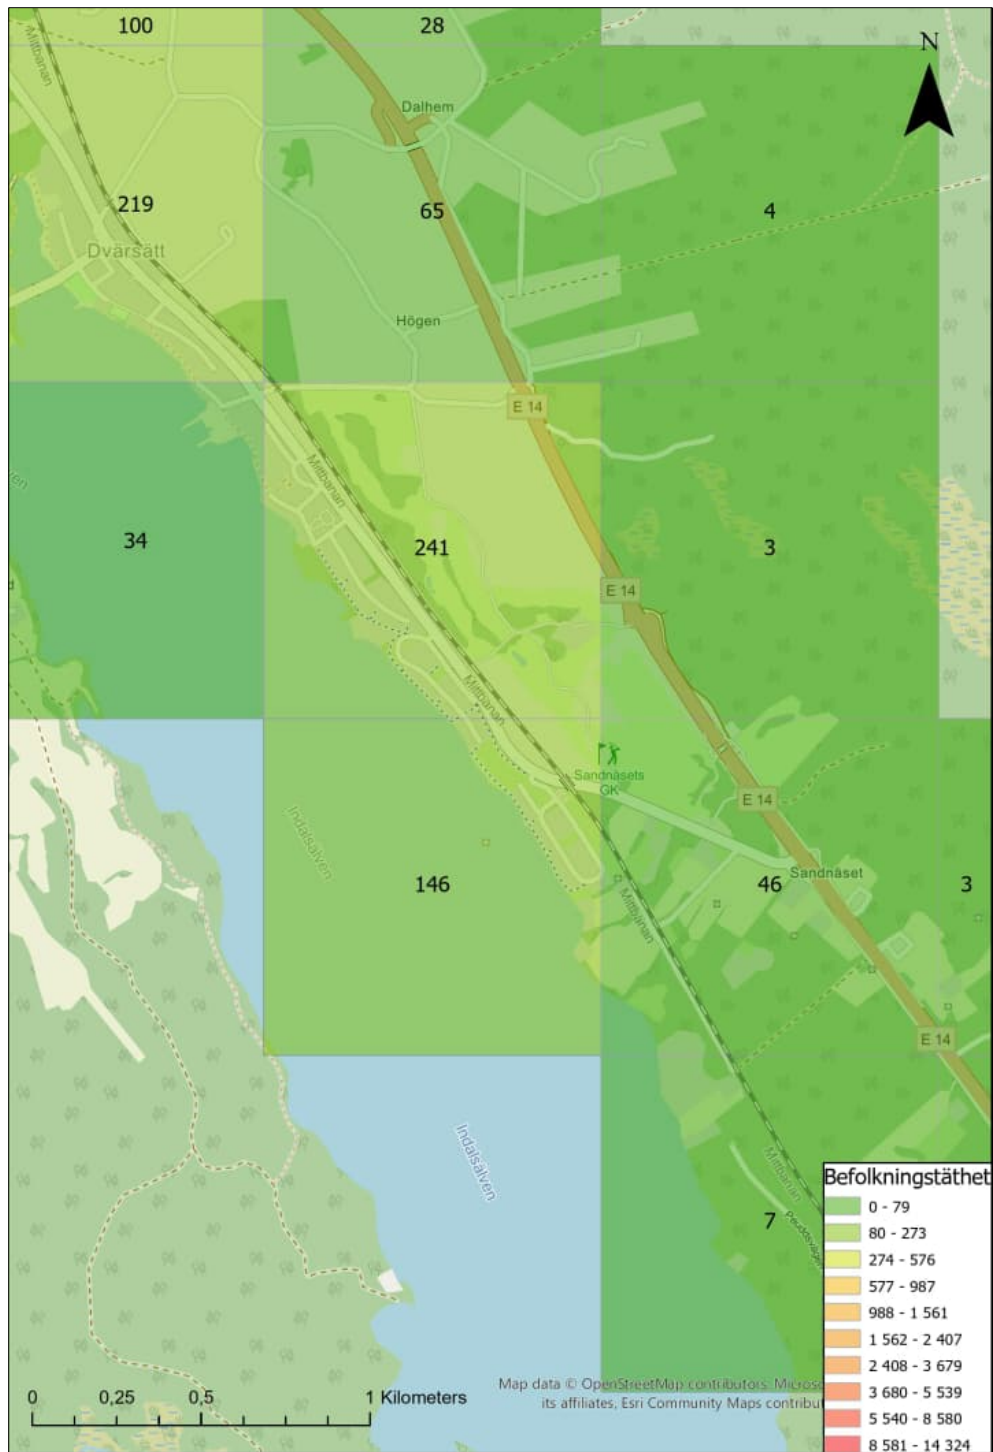 100
28
N
Mittbanan
Dalhem
219
65
4
Dvärsätt
Högen
E 14
Mittbanan
34
241
3
E 14
Mittbanan
Sandnäsets
GK
E 14
Indalsälven
146
46
Sandnäset
3
Mittbanan
E 14
Indalsälven
Mittbanan
7
Befolkningstäthet
0 - 79
80 - 273
274 - 576
577 - 987
988 - 1 561
1 562 - 2 407
2 408 - 3 679
3 680 - 5 539
5 540 - 8 580
8 581 - 14 324
0 0,25 0,5 1 Kilometers
Map data © OpenStreetMap contributors, Microso
its affiliates, Esri Community Maps contribut